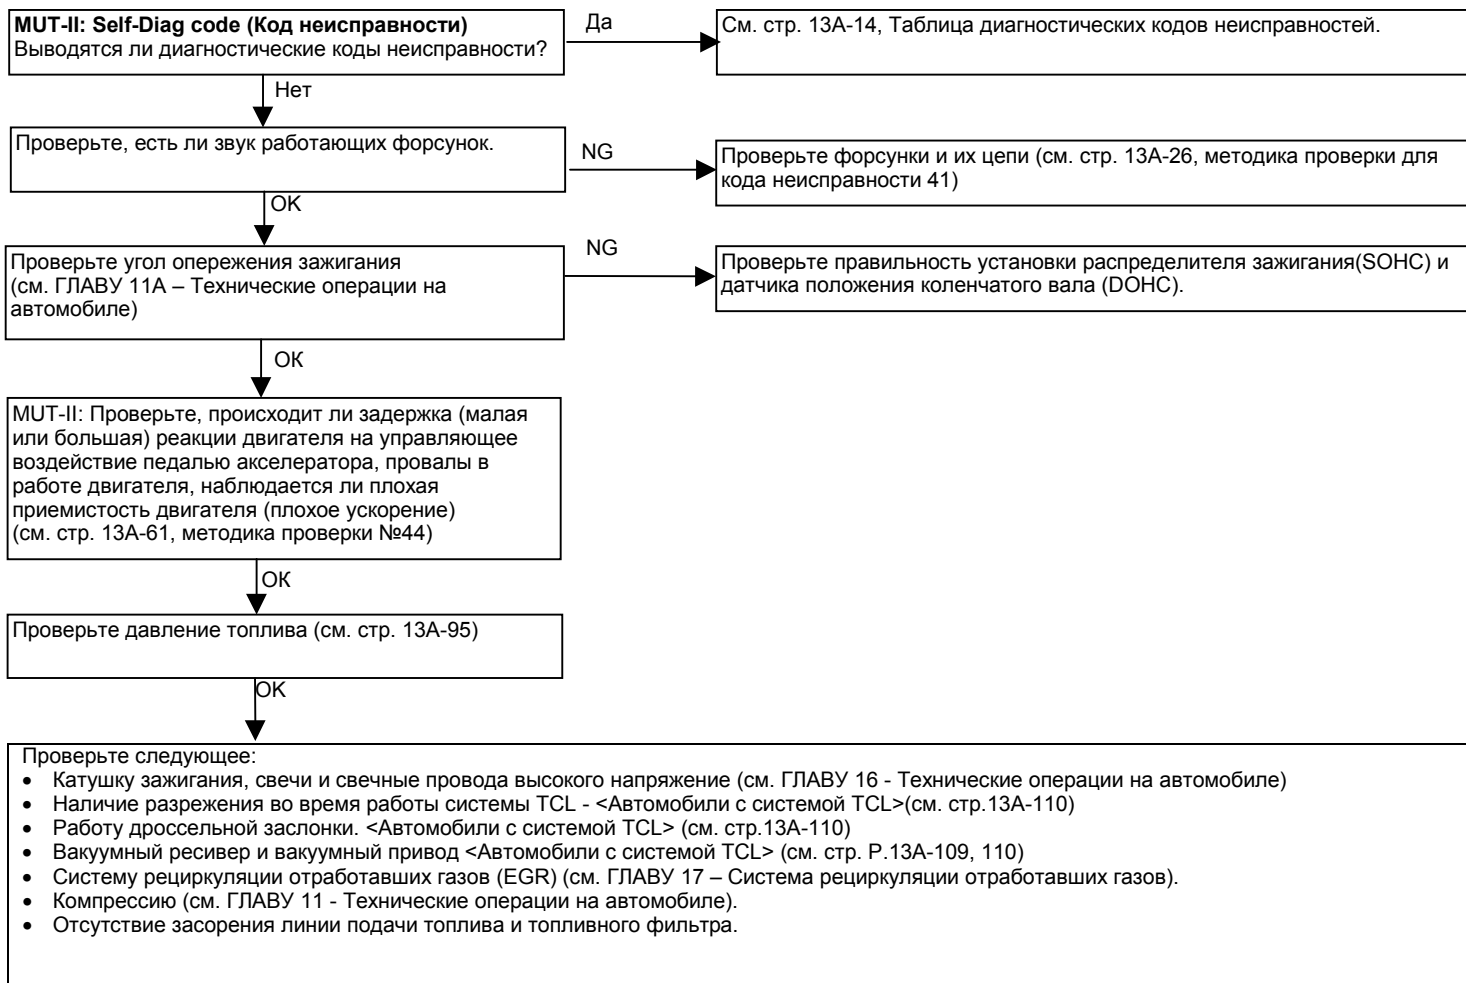 MUT-II: Self-Diag code (Код неисправности)
Выводятся ли диагностические коды неисправности?
Да
См. стр. 13A-14, Таблица диагностических кодов неисправностей.
Нет
Проверьте, есть ли звук работающих форсунок.
NG
Проверьте форсунки и их цепи (см. стр. 13A-26, методика проверки для
кода неисправности 41)
OK
Проверьте угол опережения зажигания
(см. ГЛАВУ 11A – Технические операции на
автомобиле)
NG
Проверьте правильность установки распределителя зажигания(SOHC) и
датчика положения коленчатого вала (DOHC).
OK
MUT-II: Проверьте, происходит ли задержка (малая
или большая) реакции двигателя на управляющее
воздействие педалью акселератора, провалы в
работе двигателя, наблюдается ли плохая
приемистость двигателя (плохое ускорение)
(см. стр. 13A-61, методика проверки №44)
OK
Проверьте давление топлива (см. стр. 13A-95)
OK
Проверьте следующее:
• Катушку зажигания, свечи и свечные провода высокого напряжение (см. ГЛАВУ 16 - Технические операции на автомобиле)
• Наличие разрежения во время работы системы TCL - <Автомобили с системой TCL>(см. стр.13A-110)
• Работу дроссельной заслонки. <Автомобили с системой TCL> (см. стр.13A-110)
• Вакуумный ресивер и вакуумный привод <Автомобили с системой TCL> (см. стр. P.13A-109, 110)
• Систему рециркуляции отработавших газов (EGR) (см. ГЛАВУ 17 – Система рециркуляции отработавших газов).
• Компрессию (см. ГЛАВУ 11 - Технические операции на автомобиле).
• Отсутствие засорения линии подачи топлива и топливного фильтра.